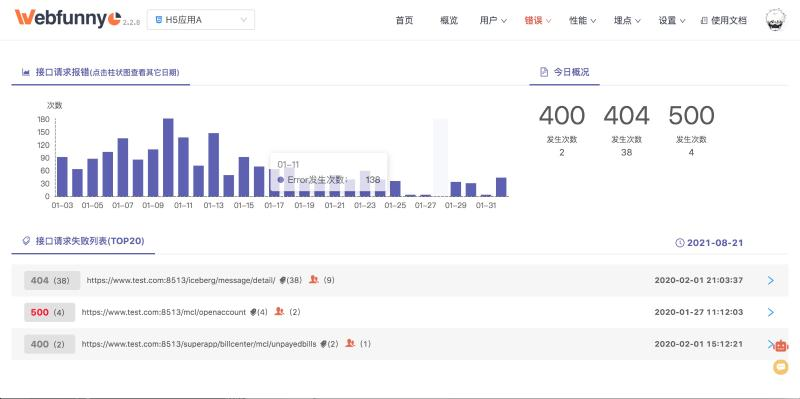 Webfunny 2.2.8 H5应用A 首页 概览 用户 错误 性能 埋点 设置 使用文档
接口请求报错(点击柱状图查看其它日期)
今日概况
次数
180
150
120
90
60
30
0
01-11
Error发生次数: 138
01-03 01-05 01-07 01-09 01-11 01-13 01-15 01-17 01-19 01-21 01-23 01-25 01-27 01-29 01-31
400 404 500
发生次数 发生次数 发生次数
2 38 4
接口请求失败列表(TOP20)
2021-08-21
404 (38) https://www.test.com:8513/iceberg/message/detail/ (38) (9) 2020-02-01 21:03:37
500 (4) https://www.test.com:8513/mcl/openaccount (4) (2) 2020-01-27 11:12:03
400 (2) https://www.test.com:8513/superapp/billcenter/mcl/unpayedbills (2) (1) 2020-02-01 15:12:21